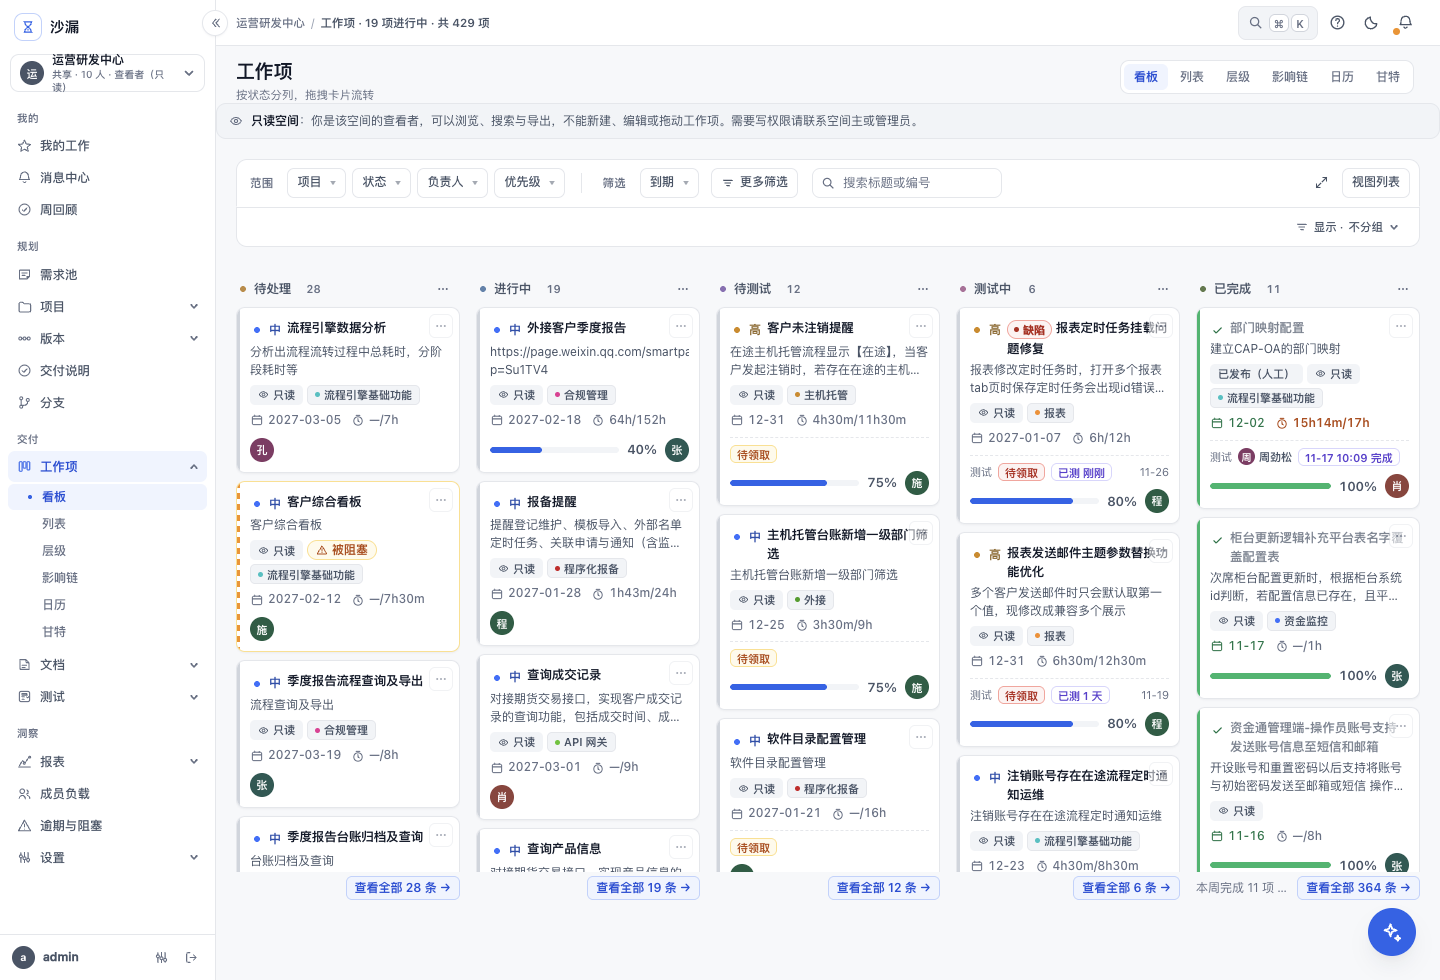 沙漏
运营研发中心 / 工作项 · 19 项进行中 · 共 429 项
⌘ K
运
运营研发中心
共享 · 10 人 · 查看者（只
读）
我的
我的工作
消息中心
周回顾
规划
需求池
项目
版本
交付说明
分支
交付
工作项
看板
列表
层级
影响链
日历
甘特
文档
测试
洞察
报表
成员负载
逾期与阻塞
设置
a admin
工作项
按状态分列，拖拽卡片流转
看板 列表 层级 影响链 日历 甘特
只读空间：你是该空间的查看者，可以浏览、搜索与导出，不能新建、编辑或拖动工作项。需要写权限请联系空间主或管理员。
范围 项目 状态 负责人 优先级 筛选 到期 更多筛选 搜索标题或编号 视图列表
显示 · 不分组
待处理 28
中 流程引擎数据分析
分析出流程流转过程中总耗时，分阶
段耗时等
只读 流程引擎基础功能
2027-03-05 —/7h
孔
中 客户综合看板
客户综合看板
只读 被阻塞
流程引擎基础功能
2027-02-12 —/7h30m
施
中 季度报告流程查询及导出
流程查询及导出
只读 合规管理
2027-03-19 —/8h
张
中 季度报告台账归档及查询
台账归档及查询
查看全部 28 条 →
进行中 19
中 外接客户季度报告
https://page.weixin.qq.com/smartpa
p=Su1TV4
只读 合规管理
2027-02-18 64h/152h
40% 张
中 报备提醒
提醒登记维护、模板导入、外部名单
定时任务、关联申请与通知（含监...
只读 程序化报备
2027-01-28 1h43m/24h
程
中 查询成交记录
对接期货交易接口，实现客户成交记
录的查询功能，包括成交时间、成...
只读 API 网关
2027-03-01 —/9h
肖
中 查询产品信息
对接期货交易接口，实现产品信息的
查看全部 19 条 →
待测试 12
高 客户未注销提醒
在途主机托管流程显示【在途】，当客
户发起注销时，若存在在途的主机...
只读 主机托管
12-31 4h30m/11h30m
待领取
75% 施
中 主机托管台账新增一级部门筛
选
主机托管台账新增一级部门筛选
只读 外接
12-25 3h30m/9h
待领取
75% 施
中 软件目录配置管理
软件目录配置管理
只读 程序化报备
2027-01-21 —/16h
待领取
查看全部 12 条 →
测试中 6
高 缺陷 报表定时任务挂载问
题修复
报表修改定时任务时，打开多个报表
tab页时保存定时任务会出现id错误...
只读 报表
2027-01-07 6h/12h
测试 待领取 已测 刚刚 11-26
80% 程
高 报表发送邮件主题参数替换功
能优化
多个客户发送邮件时只会默认取第一
个值，现修改成兼容多个展示
只读 报表
12-31 6h30m/12h30m
测试 待领取 已测 1 天 11-19
80% 程
中 注销账号存在在途流程定时通
知运维
注销账号存在在途流程定时通知运维
只读 流程引擎基础功能
12-23 4h30m/8h30m
查看全部 6 条 →
已完成 11
部门映射配置
建立CAP-OA的部门映射
已发布（人工） 只读
流程引擎基础功能
12-02 15h14m/17h
测试 周 周劲松 11-17 10:09 完成
100% 肖
柜台更新逻辑补充平台表名字覆
盖配置表
次席柜台配置更新时，根据柜台系统
id判断，若配置信息已存在，且平...
只读 资金监控
11-17 —/1h
100% 张
资金通管理端-操作员账号支持
发送账号信息至短信和邮箱
开设账号和重置密码以后支持将账号
与初始密码发送至邮箱或短信 操作...
只读
11-16 —/8h
100% 张
本周完成 11 项 ... 查看全部 364 条 →